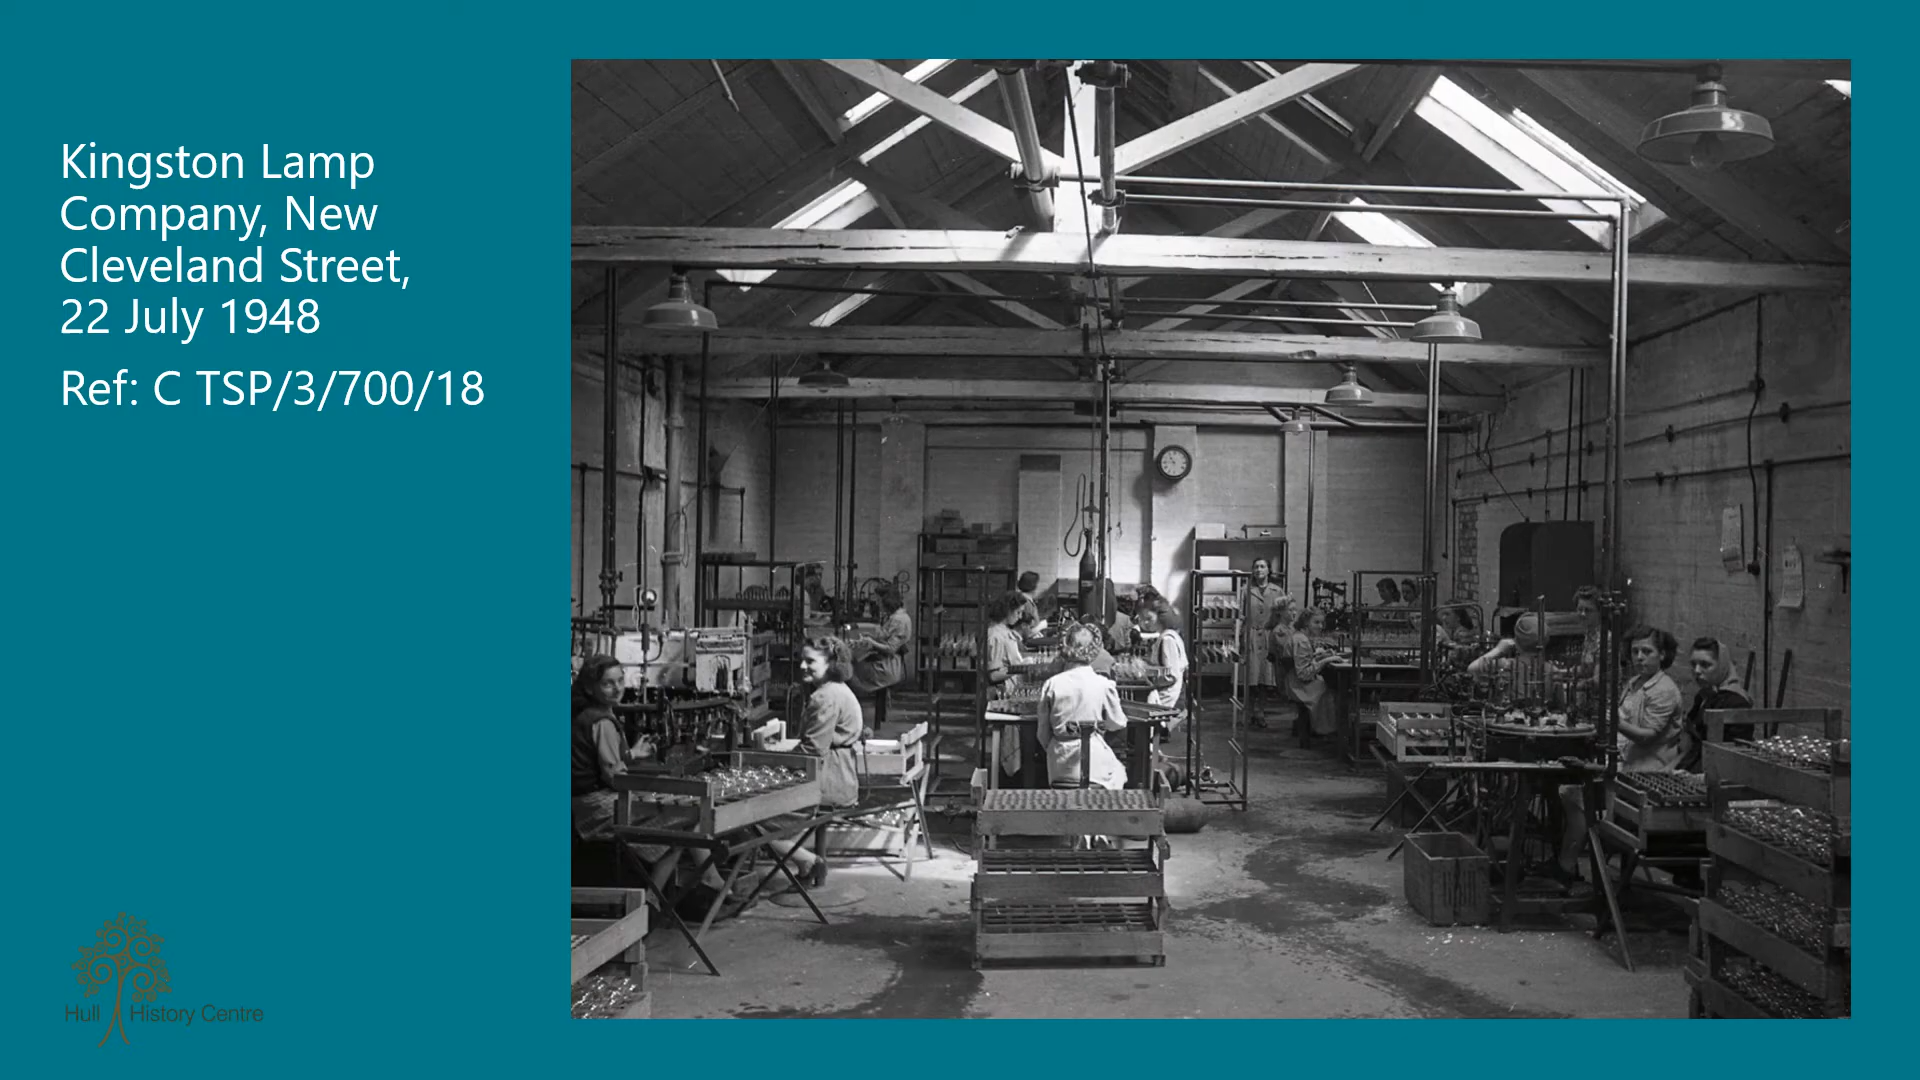 Kingston Lamp
Company, New
Cleveland Street,
22 July 1948
Ref: C TSP/3/700/18
Hull History Centre